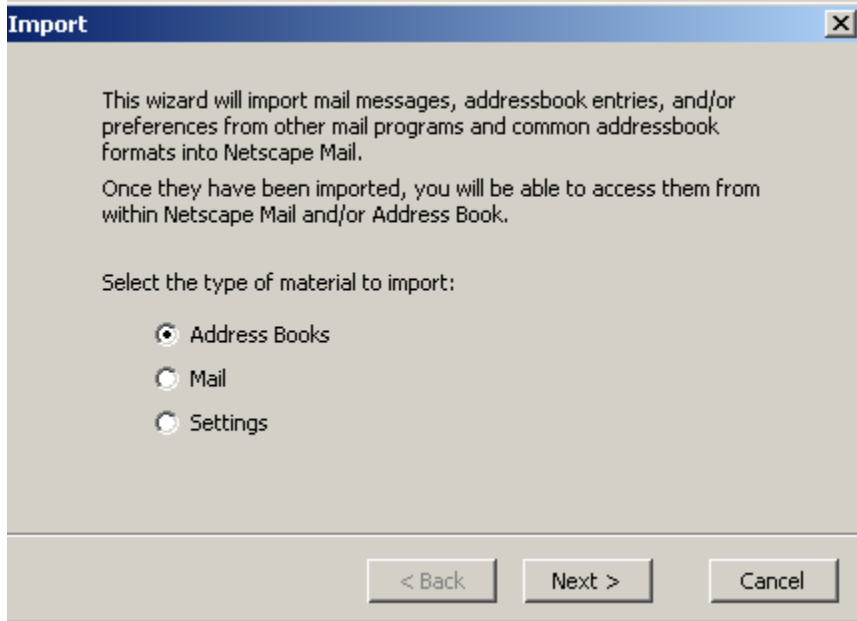 Import
This wizard will import mail messages, addressbook entries, and/or
preferences from other mail programs and common addressbook
formats into Netscape Mail.
Once they have been imported, you will be able to access them from
within Netscape Mail and/or Address Book.
Select the type of material to import:
Address Books
Mail
Settings
< Back Next > Cancel